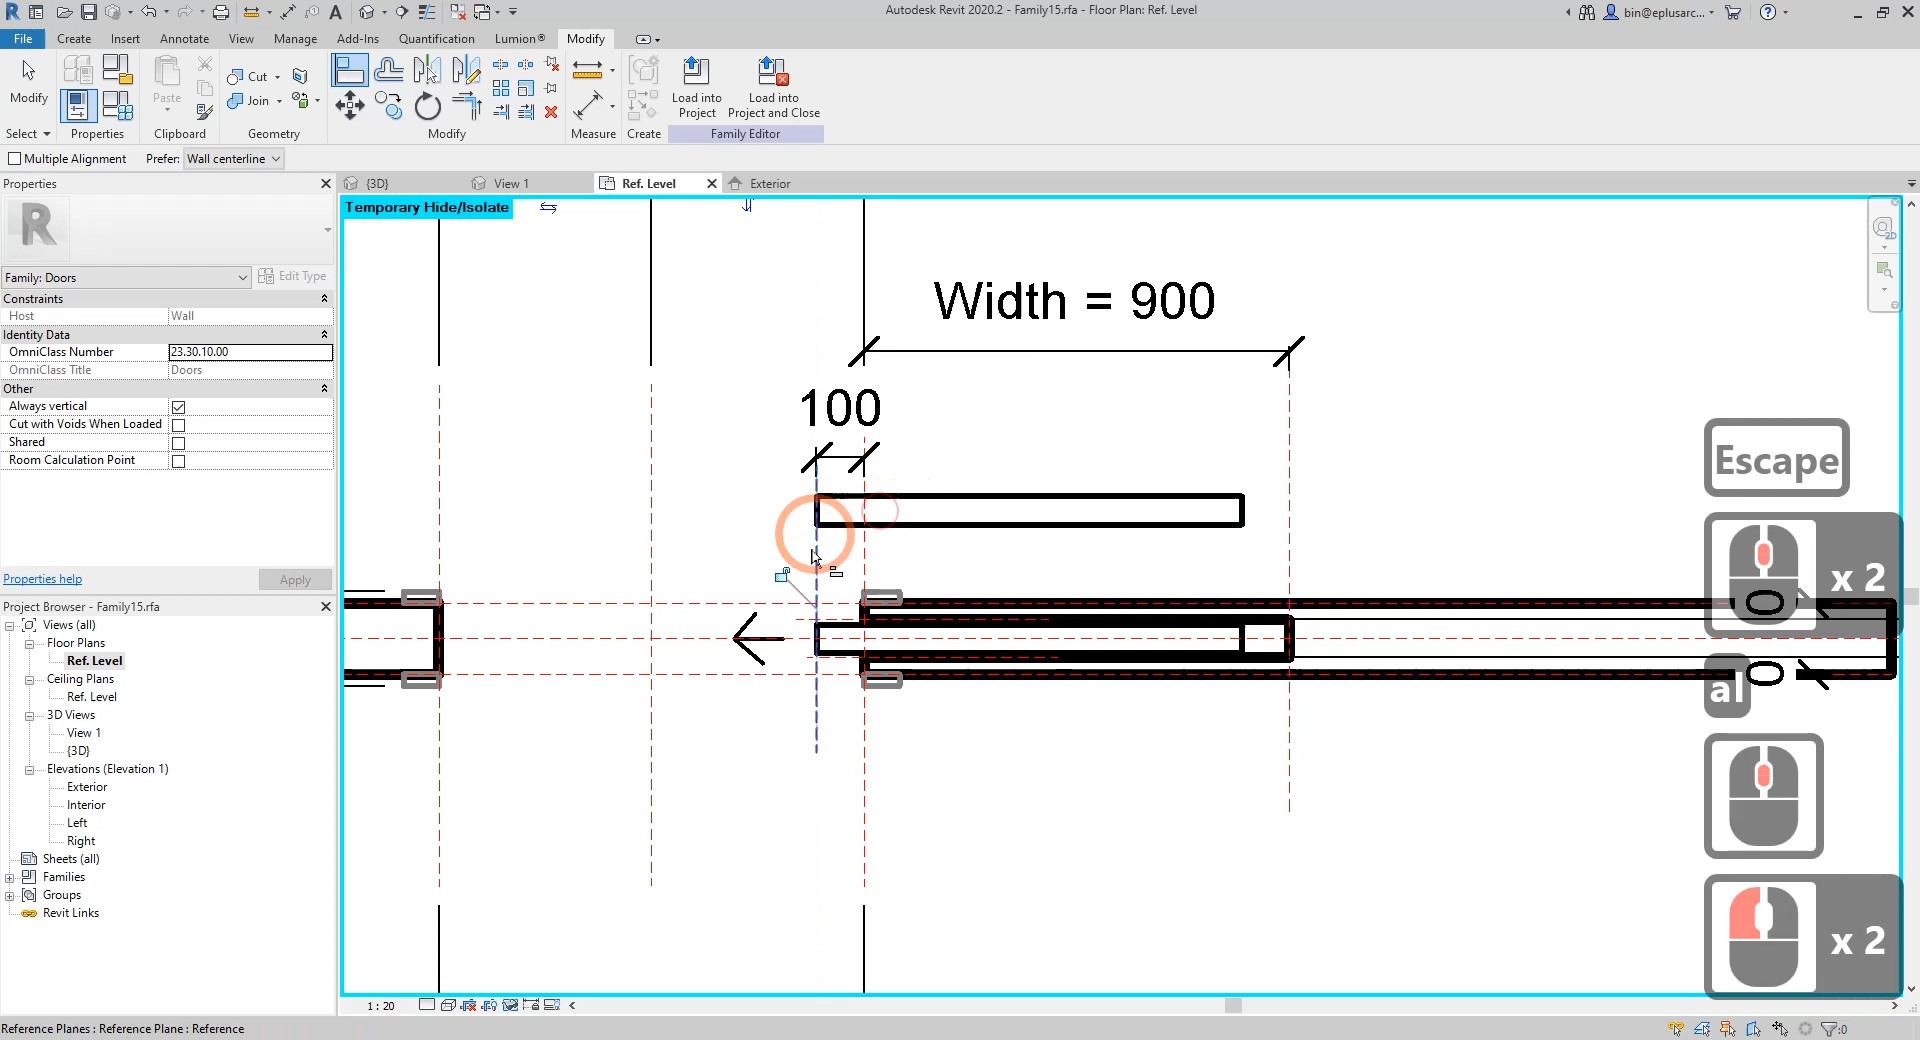 Autodesk Revit 2020.2 - Family15.rfa - Floor Plan: Ref. Level
bin@eplusarc...
File Create Insert Annotate View Manage Add-Ins Quantification Lumion® Modify
Modify
Select
Properties
Paste
Clipboard
Cut
Join
Geometry
Modify
Measure
Create
Load into
Project
Load into
Project and Close
Family Editor
Multiple Alignment Prefer: Wall centerline
Properties
{3D}
View 1
Ref. Level
Exterior
Temporary Hide/Isolate
Family: Doors
Edit Type
Constraints
Host Wall
Identity Data
OmniClass Number 23.30.10.00
OmniClass Title Doors
Other
Always vertical
Cut with Voids When Loaded
Shared
Room Calculation Point
Properties help
Apply
Project Browser - Family15.rfa
Views (all)
Floor Plans
Ref. Level
Ceiling Plans
Ref. Level
3D Views
View 1
{3D}
Elevations (Elevation 1)
Exterior
Interior
Left
Right
Sheets (all)
Families
Groups
Revit Links
Width = 900
100
0
0
Escape
x 2
al
x 2
1 : 20
Reference Planes : Reference Plane : Reference
:0